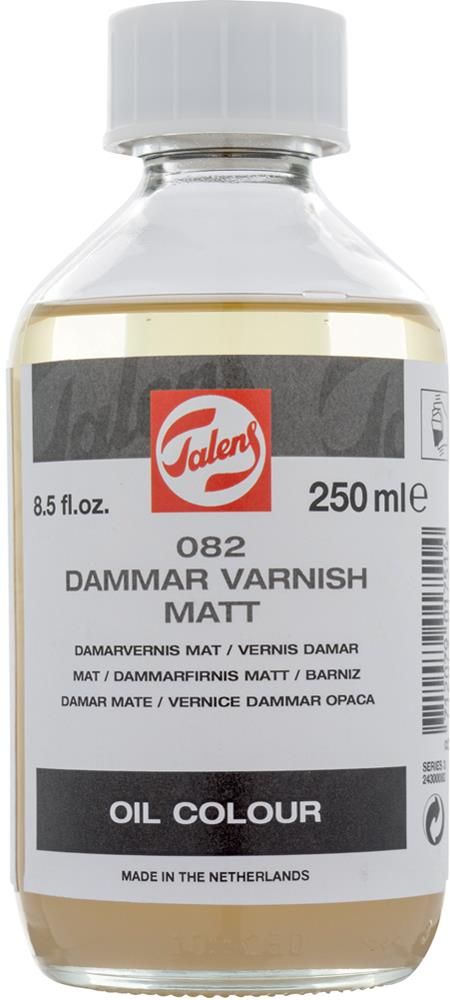 Talens
8.5 fl.oz.
250 ml e
082
DAMMAR VARNISH
MATT
DAMARVERNIS MAT / VERNIS DAMAR
MAT / DAMMARFIRNIS MATT / BARNIZ
DAMAR MATE / VERNICE DAMMAR OPACA
OIL COLOUR
MADE IN THE NETHERLANDS